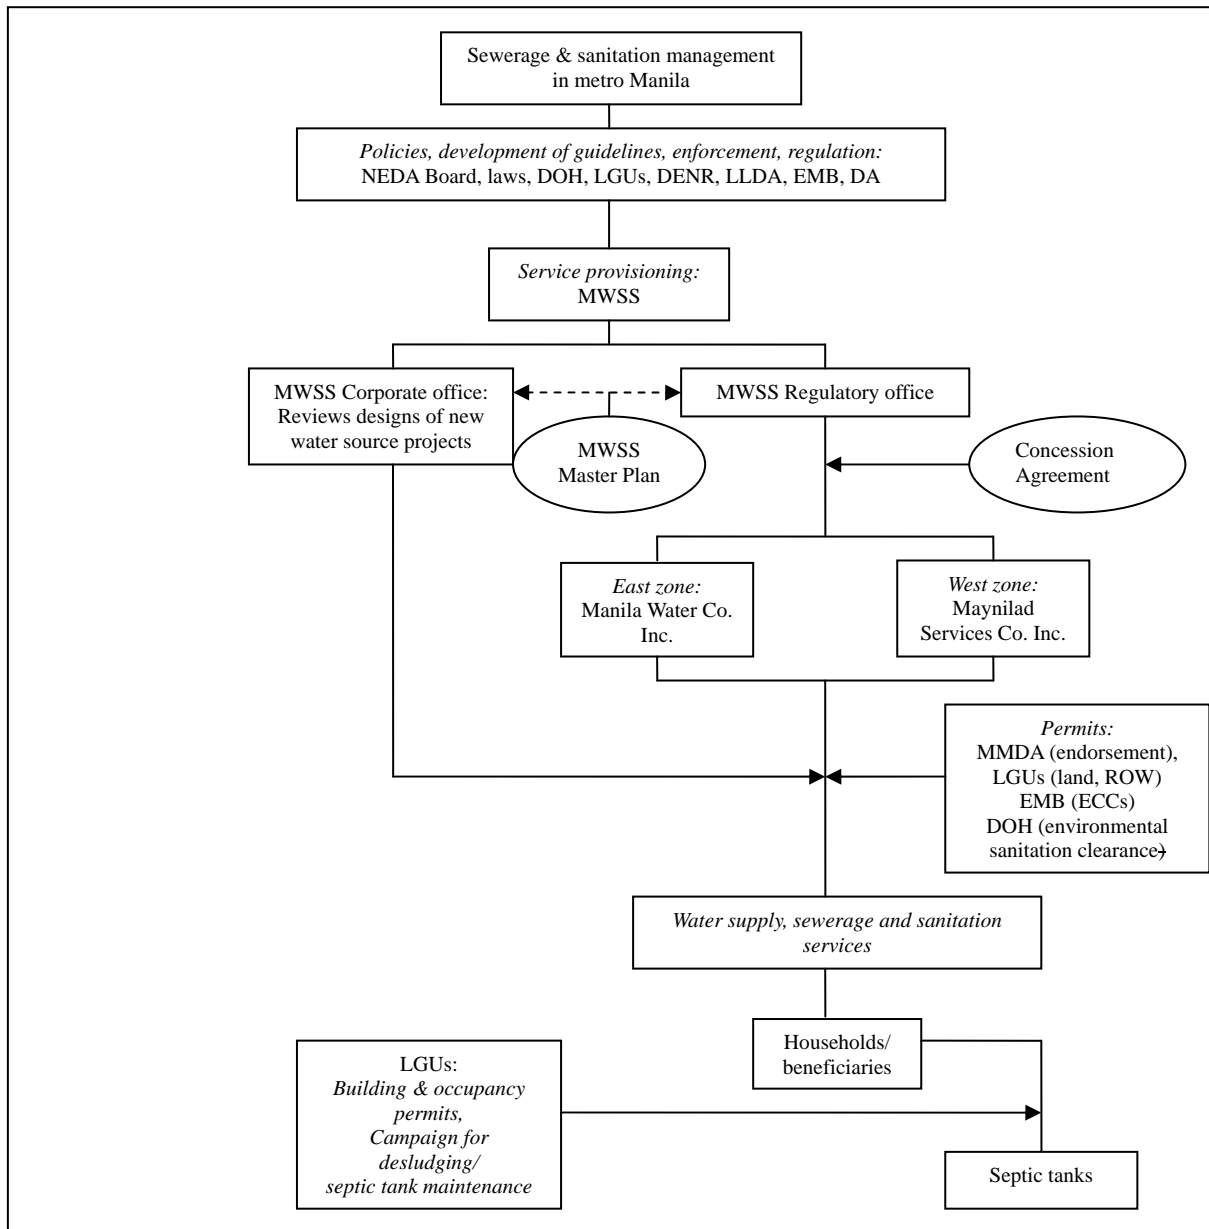 Sewerage & sanitation management
in metro Manila
Policies, development of guidelines, enforcement, regulation:
NEDA Board, laws, DOH, LGUs, DENR, LLDA, EMB, DA
Service provisioning:
MWSS
MWSS Corporate office:
Reviews designs of new
water source projects
MWSS Regulatory office
MWSS
Master Plan
Concession
Agreement
East zone:
Manila Water Co.
Inc.
West zone:
Maynilad
Services Co. Inc.
Permits:
MMDA (endorsement),
LGUs (land, ROW)
EMB (ECCs)
DOH (environmental
sanitation clearance)
Water supply, sewerage and sanitation
services
Households/
beneficiaries
LGUs:
Building & occupancy
permits,
Campaign for
desludging/
septic tank maintenance
Septic tanks